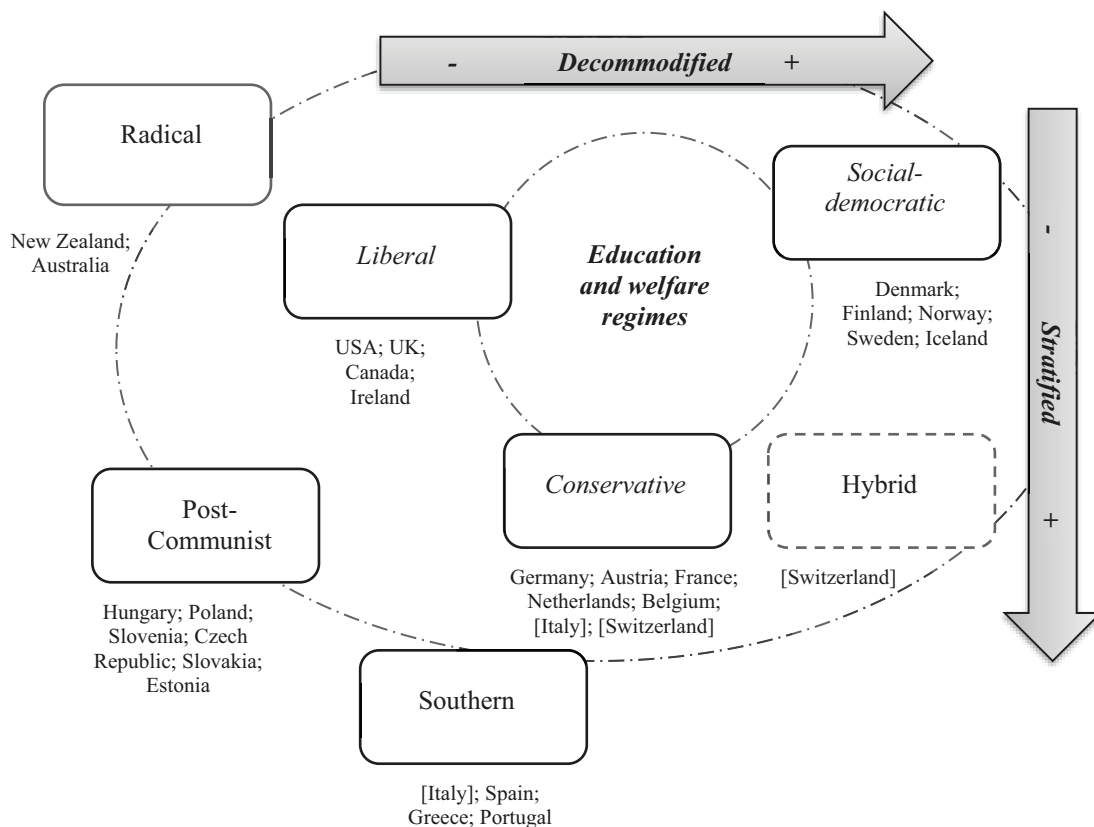 - Decommodified +
Radical
New Zealand;
Australia
Liberal
USA; UK;
Canada;
Ireland
Education
and welfare
regimes
Social-
democratic
Denmark;
Finland; Norway;
Sweden; Iceland
- Stratified +
Post-
Communist
Hungary; Poland;
Slovenia; Czech
Republic; Slovakia;
Estonia
Conservative
Germany; Austria; France;
Netherlands; Belgium;
[Italy]; [Switzerland]
Hybrid
[Switzerland]
Southern
[Italy]; Spain;
Greece; Portugal